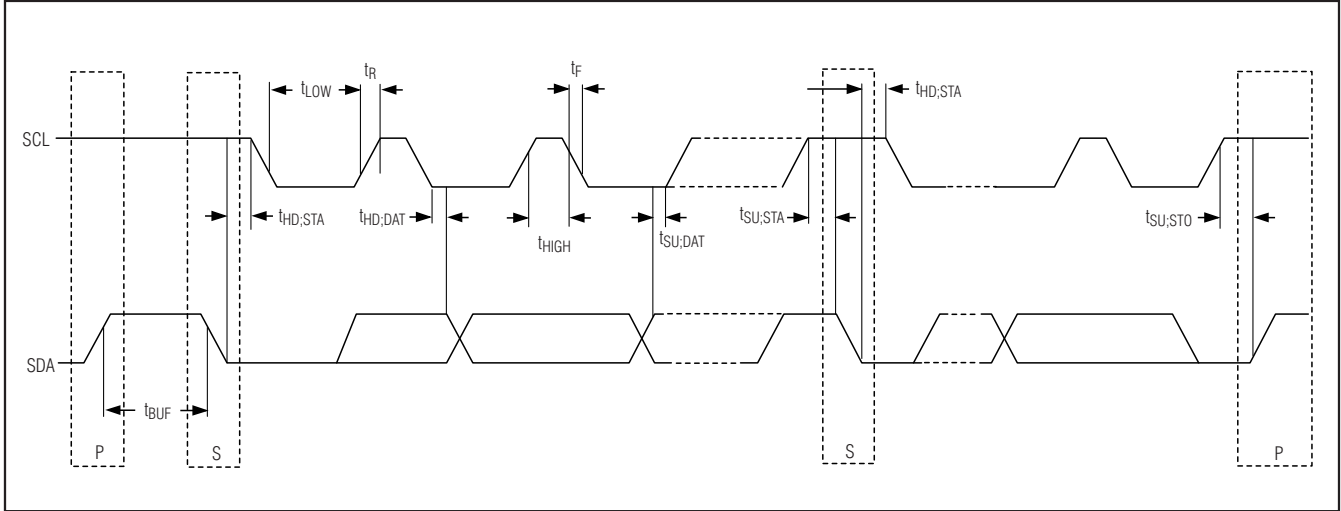 tR
tF
tLOW
tHD;STA
SCL
tHD;STA
tHD;DAT
tHIGH
tSU;DAT
tSU;STA
tSU;STO
SDA
tBUF
P
S
S
P